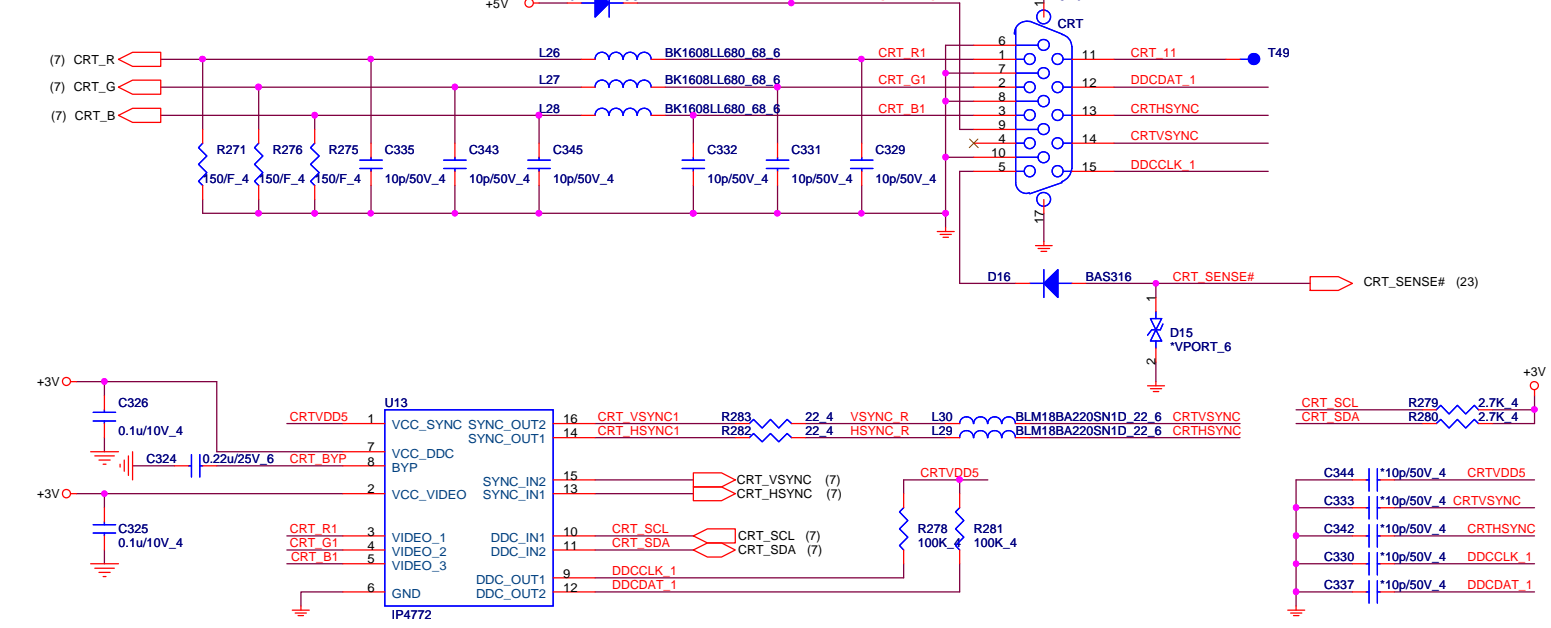 +5V
CRT
6
(7) CRT_R L26 BK1608LL680_68_6 CRT_R1 1 11 CRT_11 T49
7
(7) CRT_G L27 BK1608LL680_68_6 CRT_G1 2 12 DDCDAT_1
8
(7) CRT_B L28 BK1608LL680_68_6 CRT_B1 3 13 CRTHSYNC
9
4 14 CRTVSYNC
R271 R276 R275 C335 C343 C345 C332 C331 C329
10
5 15 DDCCLK_1
150/F_4 150/F_4 150/F_4 10p/50V_4 10p/50V_4 10p/50V_4 10p/50V_4 10p/50V_4 10p/50V_4
17
D16 BAS316 CRT_SENSE# CRT_SENSE# (23)
1
D15
*VPORT_6
2
+3V
C326
0.1u/10V_4
C324 0.22u/25V_6 CRT_BYP
+3V
C325
0.1u/10V_4
U13
CRTVDD5 1 VCC_SYNC SYNC_OUT2 16 CRT_VSYNC1 R283 22_4 VSYNC_R L30 BLM18BA220SN1D_22_6 CRTVSYNC
SYNC_OUT1 14 CRT_HSYNC1 R282 22_4 HSYNC_R L29 BLM18BA220SN1D_22_6 CRTHSYNC
7 VCC_DDC
8 BYP
SYNC_IN2 15 CRT_VSYNC (7)
2 VCC_VIDEO SYNC_IN1 13 CRT_HSYNC (7)
CRT_R1 3 VIDEO_1 DDC_IN1 10 CRT_SCL CRT_SCL (7)
CRT_G1 4 VIDEO_2 DDC_IN2 11 CRT_SDA CRT_SDA (7)
CRT_B1 5 VIDEO_3
DDC_OUT1 9 DDCCLK_1
6 GND DDC_OUT2 12 DDCDAT_1
IP4772
CRTVDD5
R278 R281
100K_4 100K_4
+3V
CRT_SCL R279 2.7K_4
CRT_SDA R280 2.7K_4
C344 *10p/50V_4 CRTVDD5
C333 *10p/50V_4 CRTVSYNC
C342 *10p/50V_4 CRTHSYNC
C330 *10p/50V_4 DDCCLK_1
C337 *10p/50V_4 DDCDAT_1